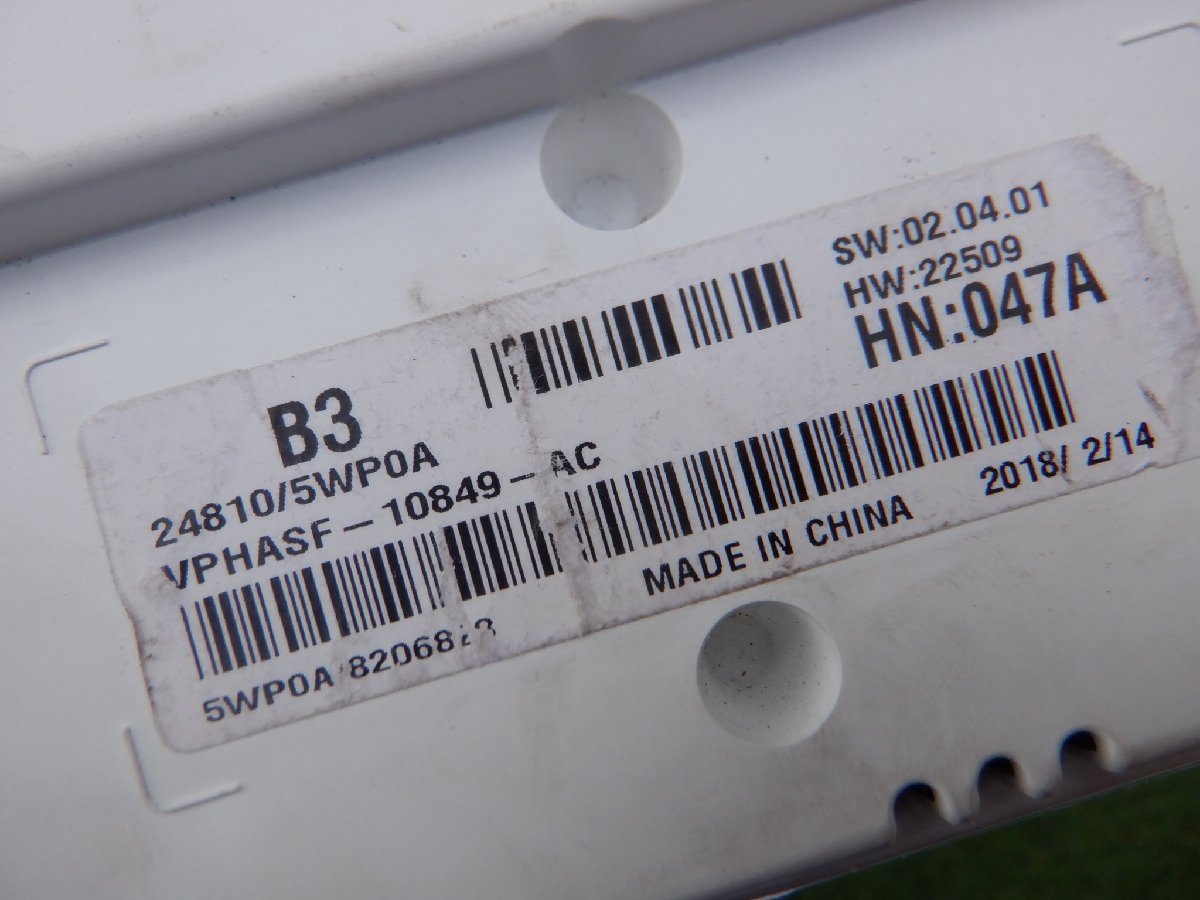 SW:02.04.01
HW:22509
HN:047A
B3
24810/5WP0A
VPHASF-10849-AC
MADE IN CHINA 2018/ 2/14
5WP0A